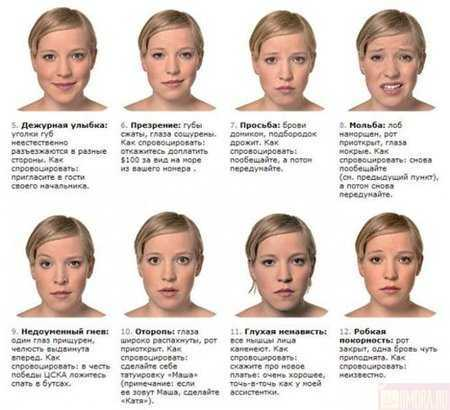 5. Дежурная улыбка:
уголки губ
неестественно
разъезжаются в разные
стороны. Как
спровоцировать:
пригласите в гости
своего начальника.
6. Презрение: губы
сжаты, глаза сощурены.
Как спровоцировать:
откажитесь доплатить
$100 за вид на море
из вашего номера .
7. Просьба: брови
домиком, подбородок
дрожит. Как
спровоцировать:
пообещайте, а потом
передумайте.
8. Мольба: лоб
наморщен, рот
приоткрыт, глаза
мокрые. Как
спровоцировать: снова
пообещайте
(см. предыдущий пункт),
а потом снова
передумайте.
9. Недоуменный гнев:
один глаз прищурен,
челюсть выдвинута
вперед. Как
спровоцировать: в честь
победы ЦСКА ложитесь
спать в бутсах.
10. Оторопь: глаза
широко распахнуты, рот
приоткрыт. Как
спровоцировать:
сделайте себе
татуировку «Маша»
(примечание: если
ее зовут Маша, сделайте
«Катя»).
11. Глухая ненависть:
все мышцы лица
каменеют. Как
спровоцировать:
скажите про новое
платье: очень хорошее,
точь-в-точь как у моей
ассистентки.
12. Робкая
покорность: рот
закрыт, одна бровь чуть
приподнята. Как
спровоцировать:
неизвестно.